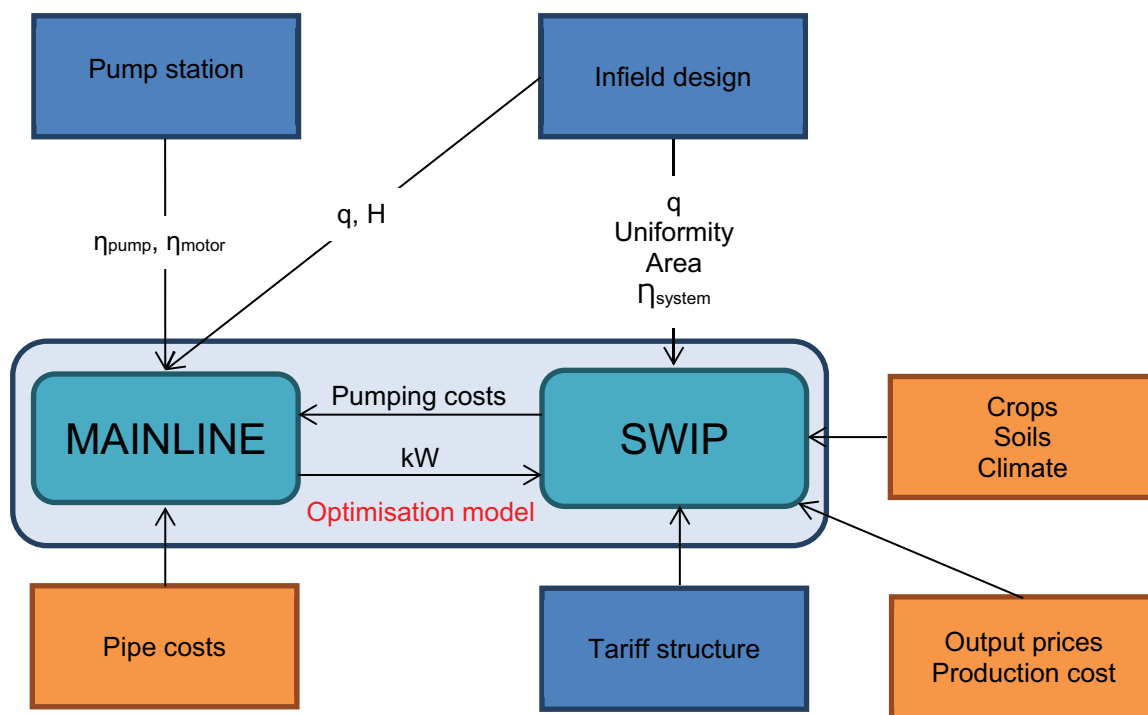 Pump station
Infield design
q, H
q
Uniformity
Area
Ƞsystem
ηpump, ηmotor
MAINLINE
Pumping costs
kW
Optimisation model
SWIP
Crops
Soils
Climate
Pipe costs
Tariff structure
Output prices
Production cost